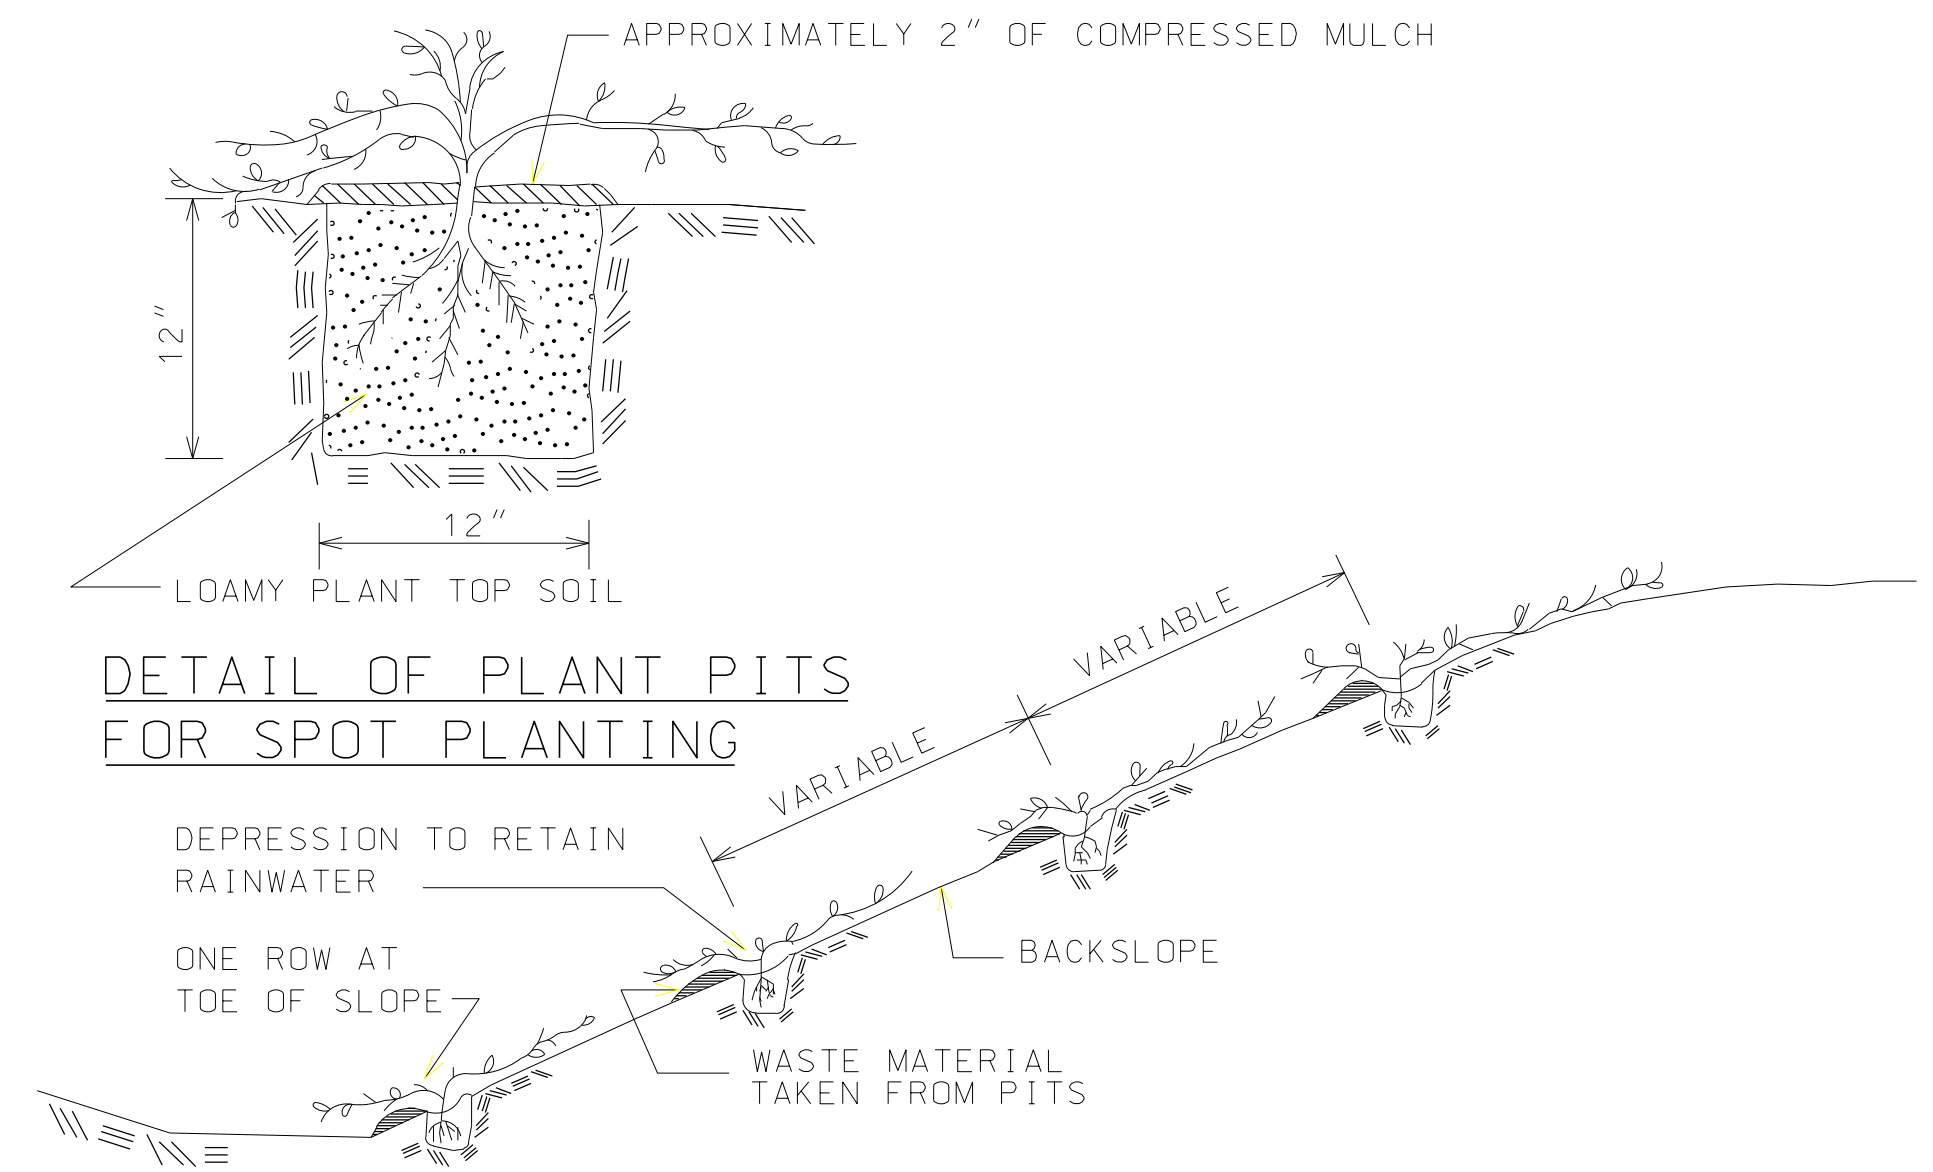 APPROXIMATELY 2" OF COMPRESSED MULCH
12"
12"
LOAMY PLANT TOP SOIL
DETAIL OF PLANT PITS
FOR SPOT PLANTING
VARIABLE
VARIABLE
DEPRESSION TO RETAIN
RAINWATER
ONE ROW AT
TOE OF SLOPE
BACKSLOPE
WASTE MATERIAL
TAKEN FROM PITS